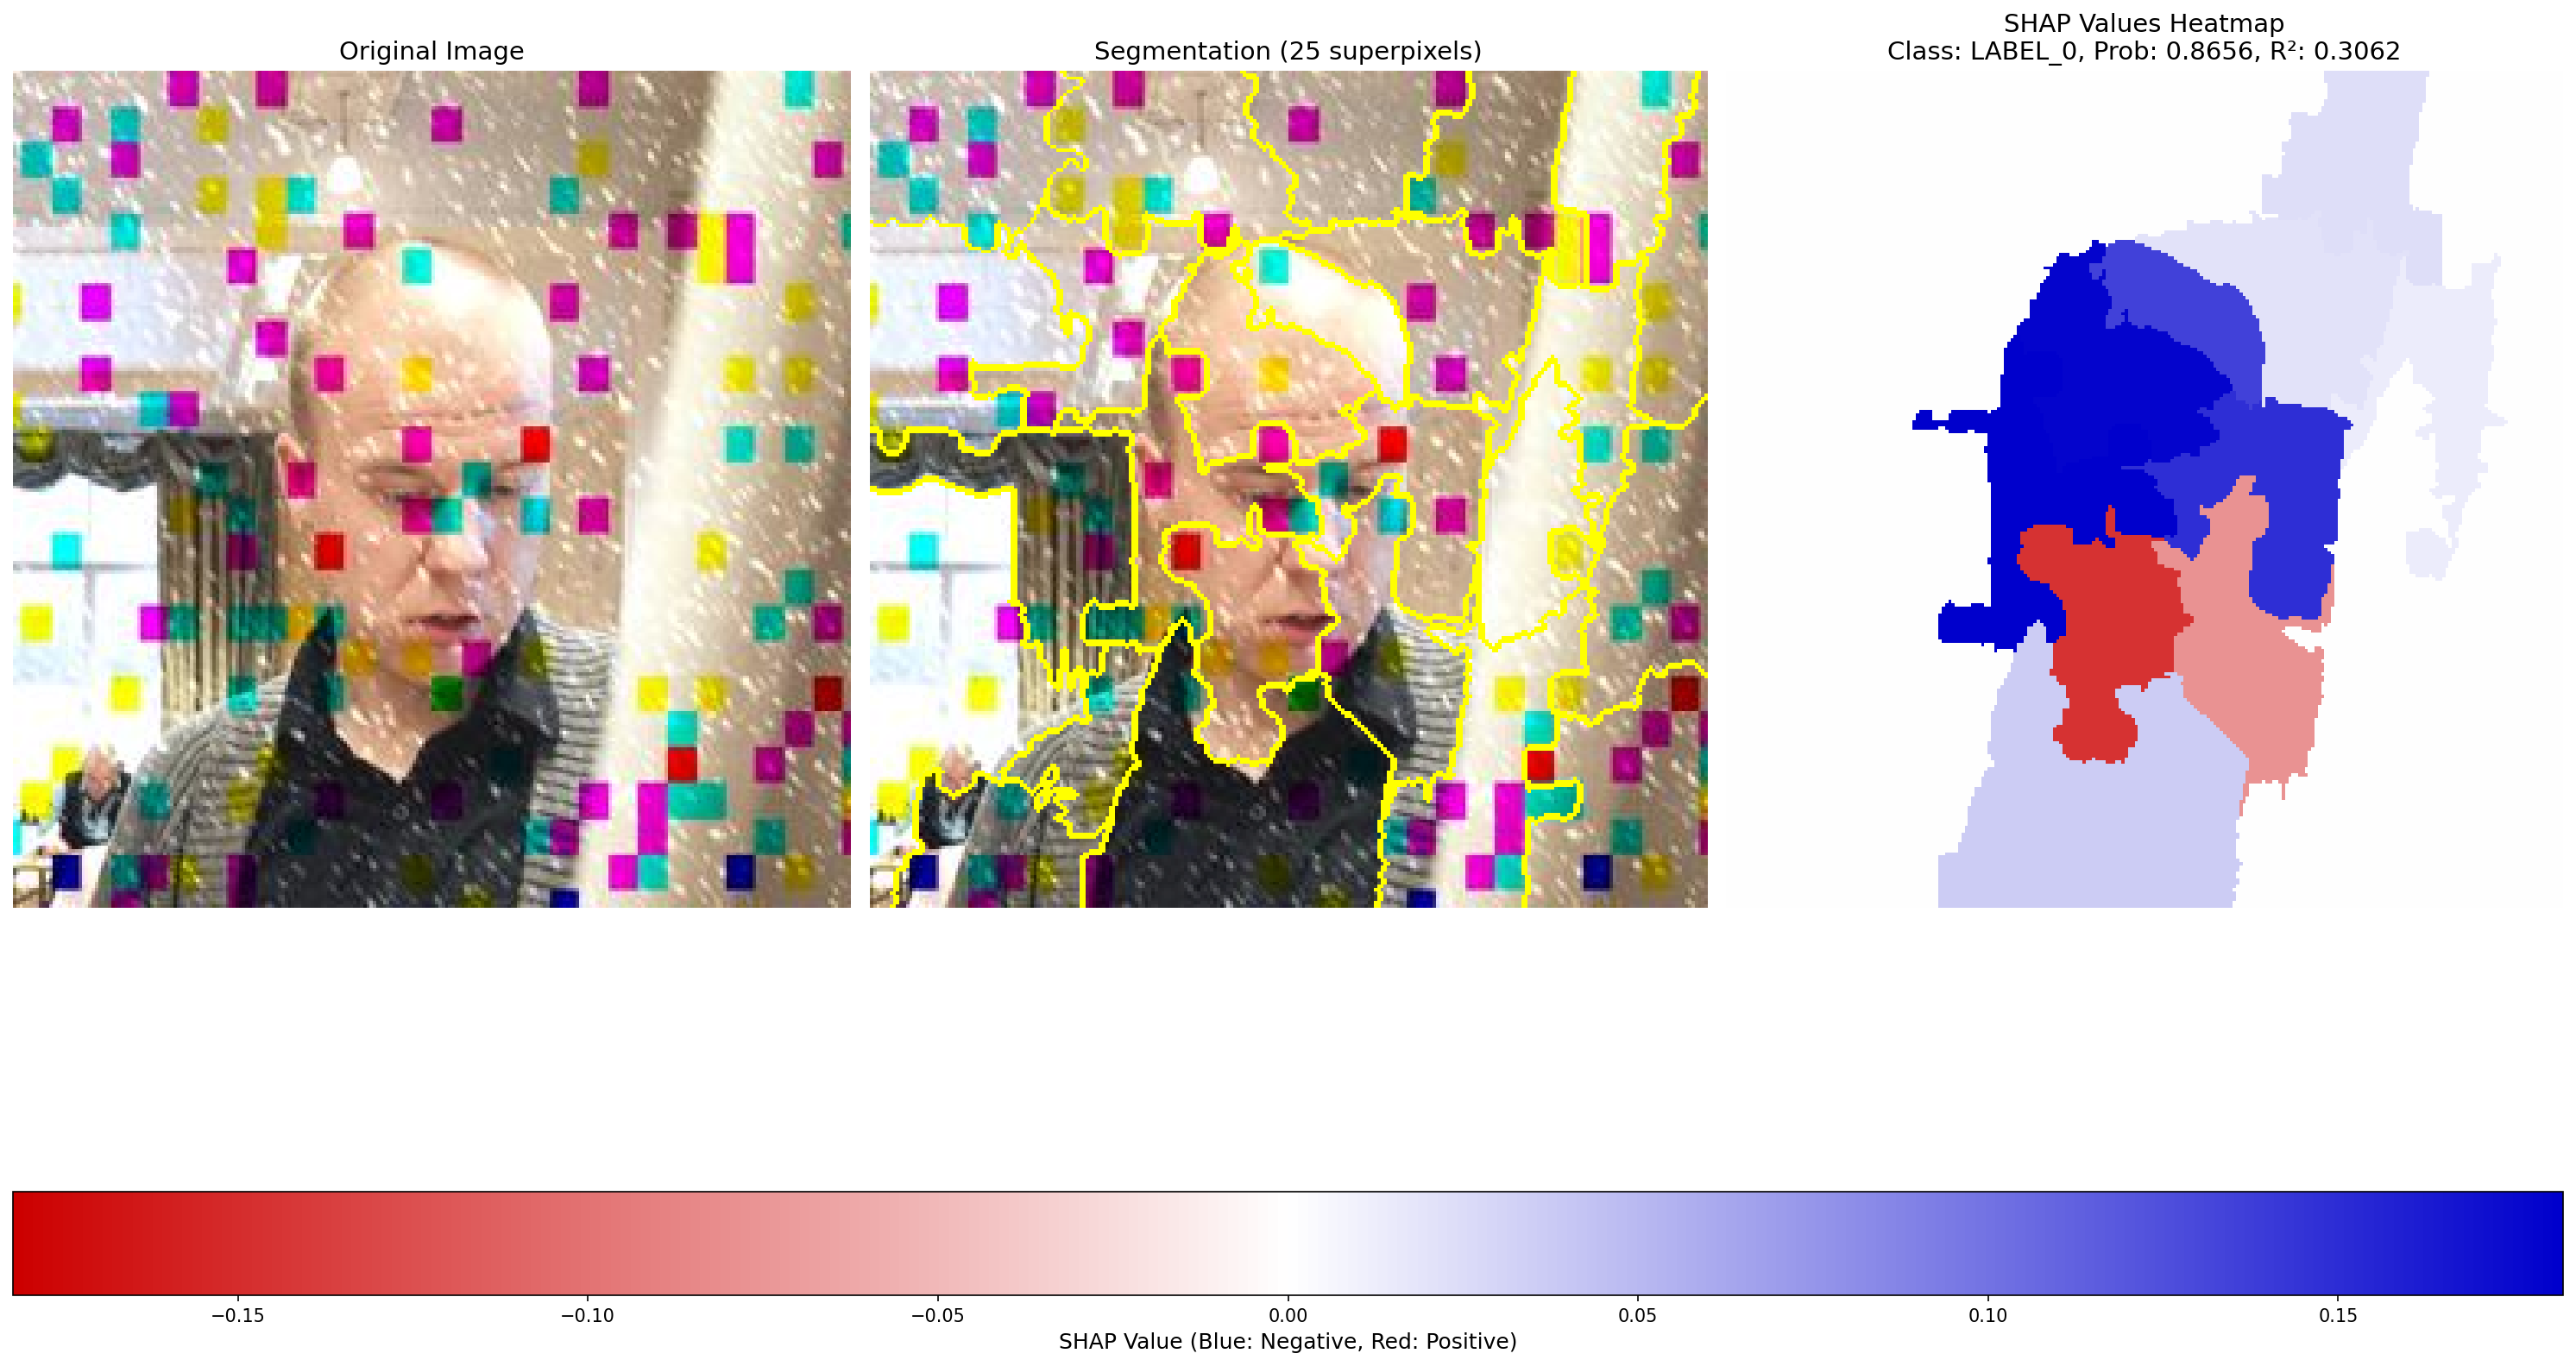 Original Image
Segmentation (25 superpixels)
SHAP Values Heatmap
Class: LABEL_0, Prob: 0.8656, R²: 0.3062
−0.15
−0.10
−0.05
0.00
0.05
0.10
0.15
SHAP Value (Blue: Negative, Red: Positive)